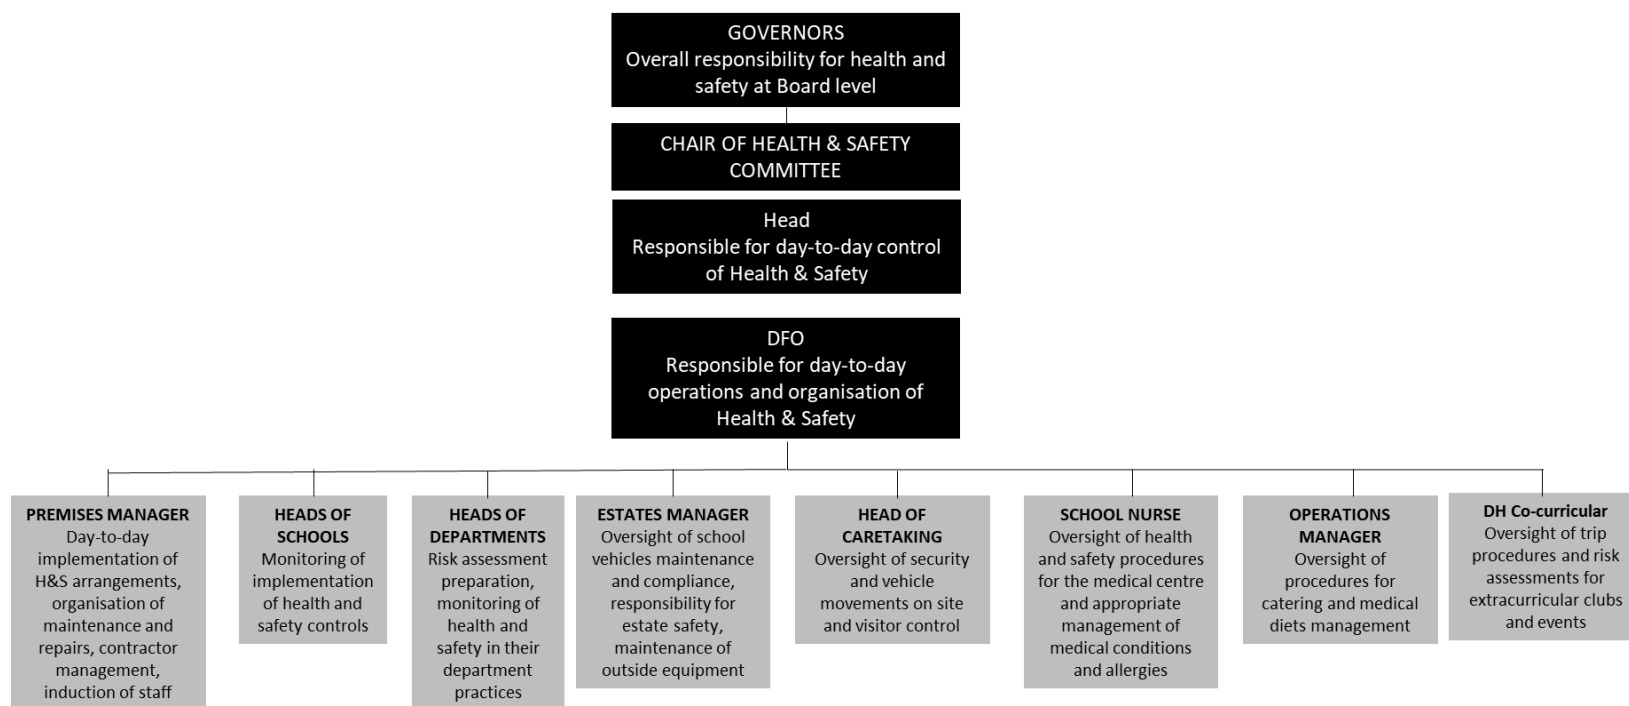 GOVERNORS
Overall responsibility for health and
safety at Board level
CHAIR OF HEALTH & SAFETY
COMMITTEE
Head
Responsible for day-to-day control
of Health & Safety
DFO
Responsible for day-to-day
operations and organisation of
Health & Safety
PREMISES MANAGER
Day-to-day
implementation of
H&S arrangements,
organisation of
maintenance and
repairs, contractor
management,
induction of staff
HEADS OF
SCHOOLS
Monitoring of
implementation
of health and
safety controls
HEADS OF
DEPARTMENTS
Risk assessment
preparation,
monitoring of
health and
safety in their
department
practices
ESTATES MANAGER
Oversight of school
vehicles maintenance
and compliance,
responsibility for
estate safety,
maintenance of
outside equipment
HEAD OF
CARETAKING
Oversight of security
and vehicle
movements on site
and visitor control
SCHOOL NURSE
Oversight of health
and safety procedures
for the medical centre
and appropriate
management of
medical conditions
and allergies
OPERATIONS
MANAGER
Oversight of
procedures for
catering and medical
diets management
DH Co-curricular
Oversight of trip
procedures and risk
assessments for
extracurricular clubs
and events